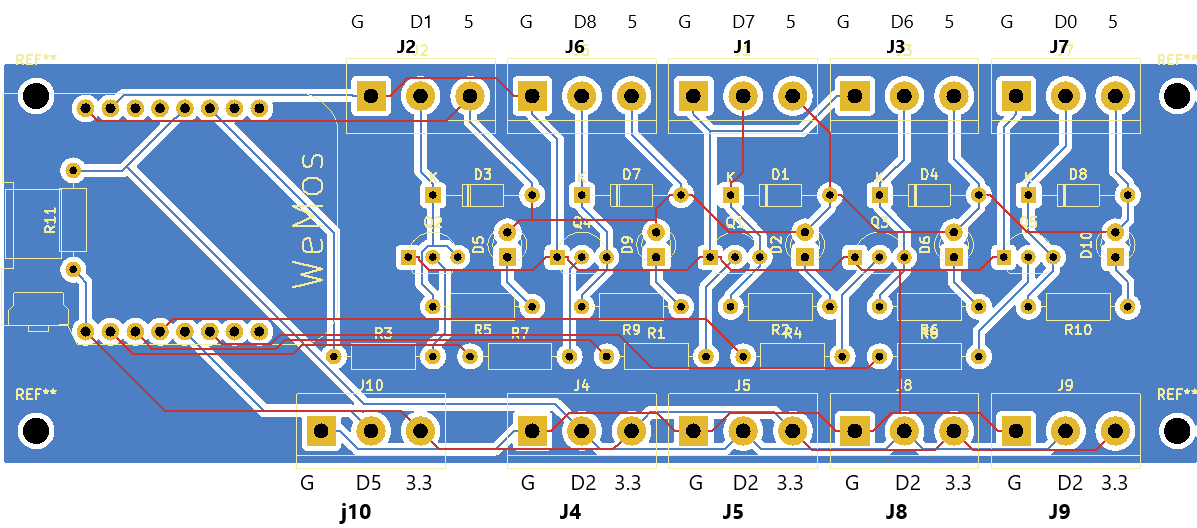 G D1 5 G D8 5 G D7 5 G D6 5 G D0 5
J2 J6 J1 J3 J7
REF** REF**
K D3 K D7 K D1 K D4 K D8
WeMos
R11
D5 Q4 D9 D2 Q3 D6 D10
R5 R9 R2 R10
R3 R7 R1 R4
REF** J10 J4 J5 J8 J9 REF**
G D5 3.3 G D2 3.3 G D2 3.3 G D2 3.3 G D2 3.3
j10 J4 J5 J8 J9